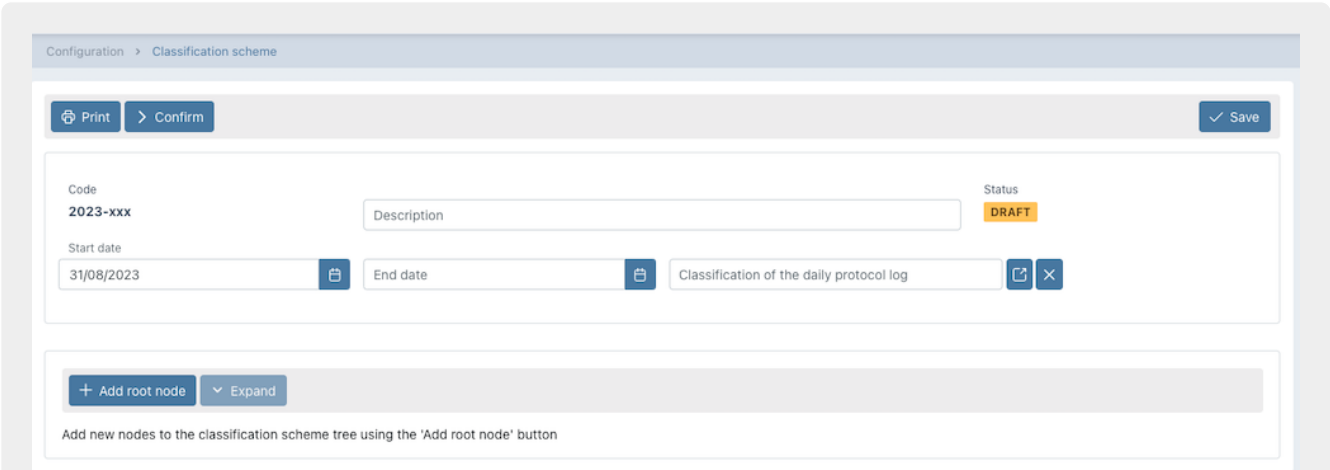 Configuration > Classification scheme
Print Confirm Save
Code Status
2023-xxx Description DRAFT
Start date
31/08/2023 End date Classification of the daily protocol log
Add root node Expand
Add new nodes to the classification scheme tree using the 'Add root node' button